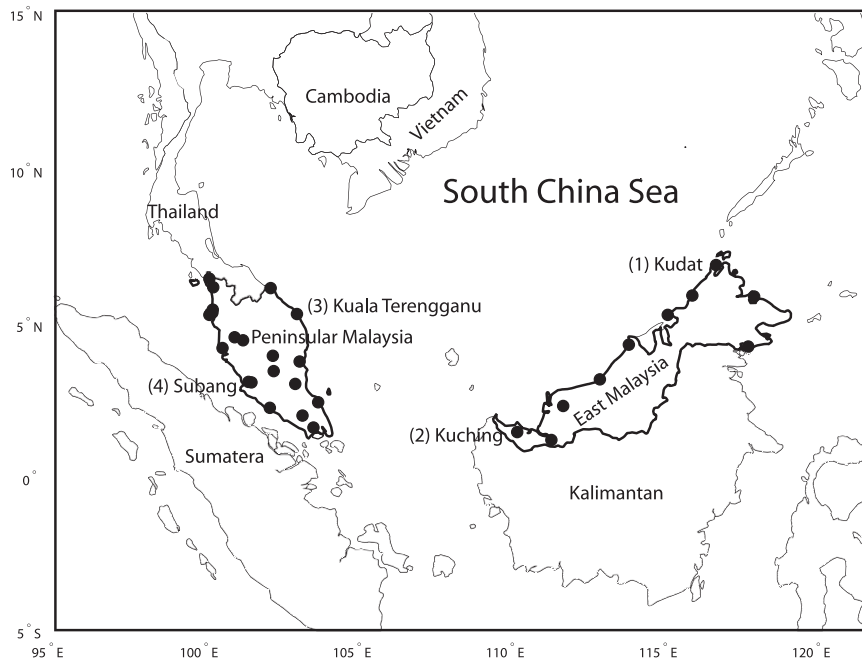 15° N
Cambodia
Vietnam
10° N
South China Sea
Thailand
(1) Kudat
(3) Kuala Terengganu
5° N
Peninsular Malaysia
(4) Subang
East Malaysia
(2) Kuching
Sumatera
0°
Kalimantan
5° S
95° E 100° E 105° E 110° E 115° E 120° E